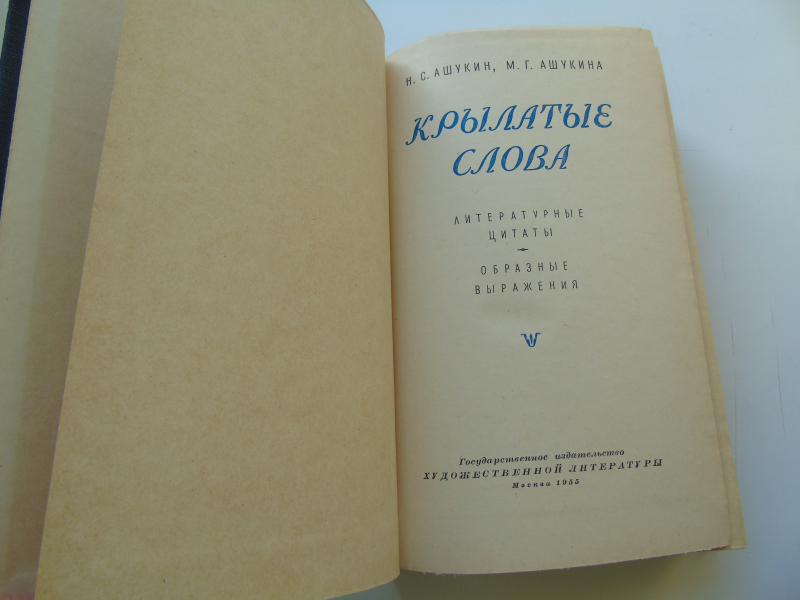 Н. С. АШУКИН, М. Г. АШУКИНА
КРЫЛАТЫЕ
СЛОВА
ЛИТЕРАТУРНЫЕ
ЦИТАТЫ
ОБРАЗНЫЕ
ВЫРАЖЕНИЯ
Государственное издательство
ХУДОЖЕСТВЕННОЙ ЛИТЕРАТУРЫ
Москва 1955